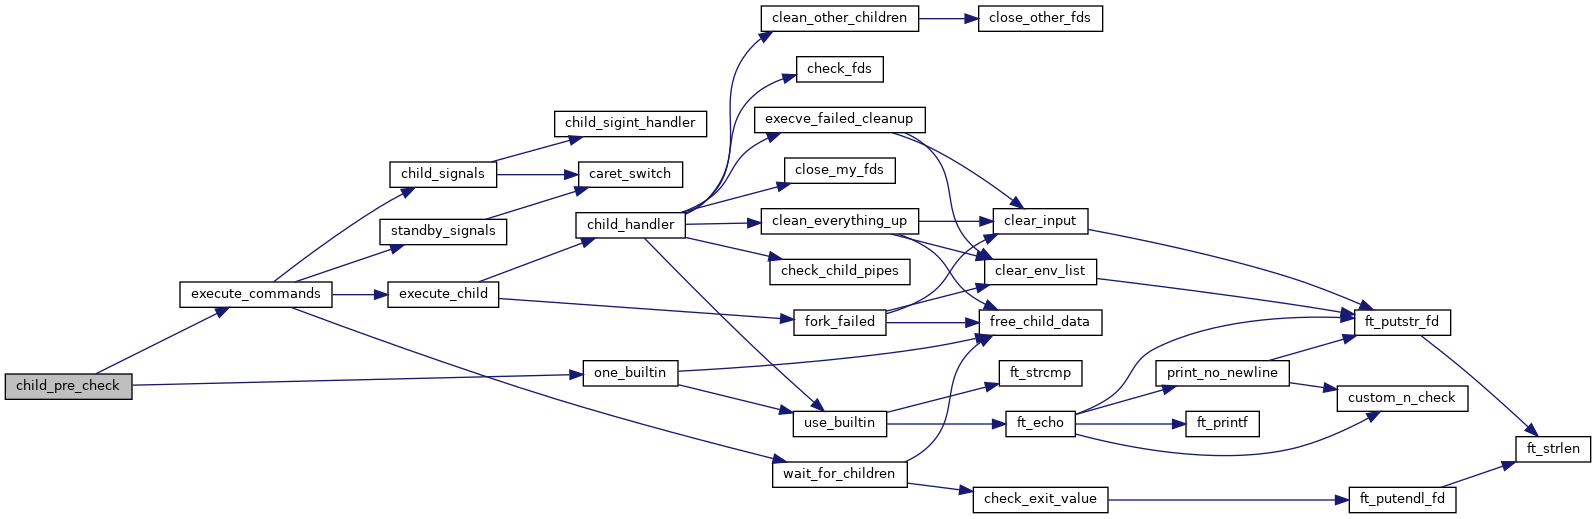 clean_other_children
close_other_fds
check_fds
child_sigint_handler
execve_failed_cleanup
child_signals
caret_switch
close_my_fds
standby_signals
child_handler
clean_everything_up
clear_input
check_child_pipes
clear_env_list
execute_commands
execute_child
fork_failed
free_child_data
ft_putstr_fd
child_pre_check
one_builtin
ft_strcmp
print_no_newline
custom_n_check
use_builtin
ft_echo
ft_printf
ft_strlen
wait_for_children
check_exit_value
ft_putendl_fd